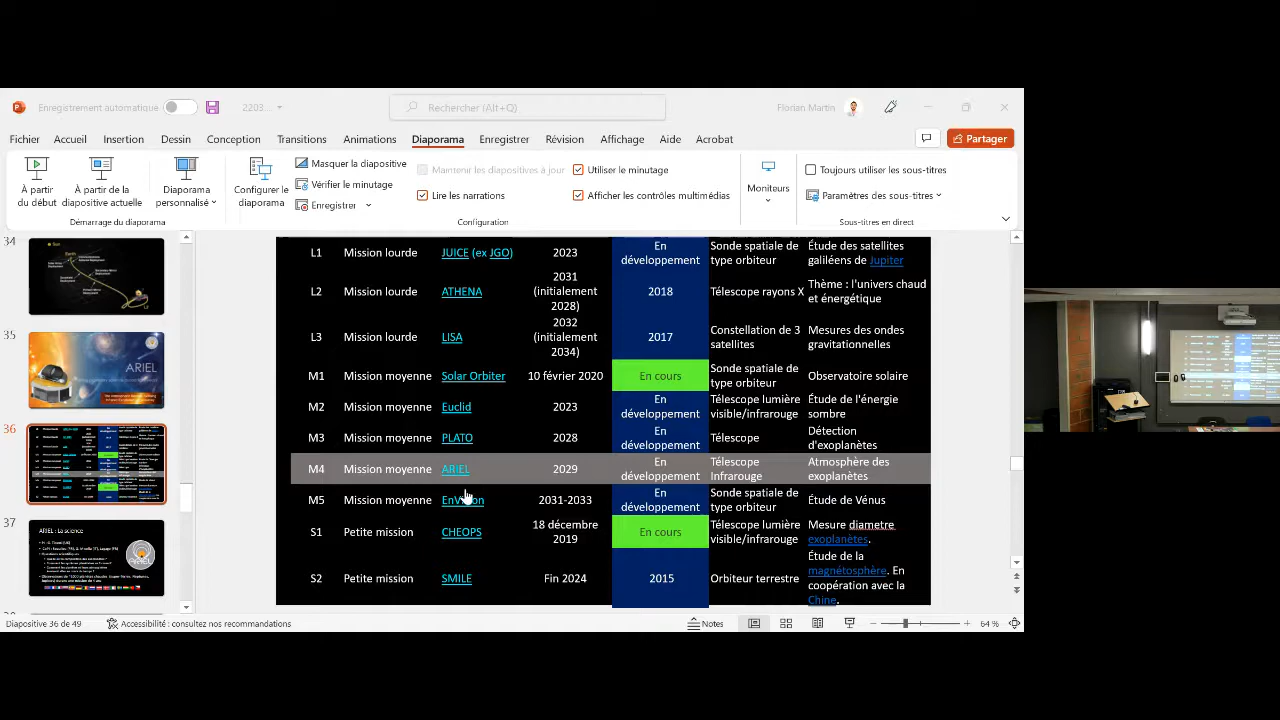 Enregistrement automatique
2203...
Rechercher (Alt+Q)
Florian Martin
Fichier Accueil Insertion Dessin Conception Transitions Animations Diaporama Enregistrer Révision Affichage Aide Acrobat Partager
À partir du début
À partir de la diapositive actuelle
Diaporama personnalisé
Démarrage du diaporama
Configurer le diaporama
Masquer la diapositive
Vérifier le minutage
Enregistrer
Maintenir les diapositives à jour
Lire les narrations
Utiliser le minutage
Afficher les contrôles multimédias
Configuration
Moniteurs
Toujours utiliser les sous-titres
Paramètres des sous-titres
Sous-titres en direct
34
35
ARIEL
36
37
ARIEL : La science
L1 Mission lourde JUICE (ex JGO) 2023 En développement Sonde spatiale de type orbiteur Étude des satellites galiléens de Jupiter
L2 Mission lourde ATHENA 2031 (initialement 2028) 2018 Télescope rayons X Thème : l'univers chaud et énergétique
L3 Mission lourde LISA 2032 (initialement 2034) 2017 Constellation de 3 satellites Mesures des ondes gravitationnelles
M1 Mission moyenne Solar Orbiter 10 février 2020 En cours Sonde spatiale de type orbiteur Observatoire solaire
M2 Mission moyenne Euclid 2023 En développement Télescope lumière visible/infrarouge Étude de l'énergie sombre
M3 Mission moyenne PLATO En développement Télescope Détection d'exoplanètes
M4 Mission moyenne ARIEL 2029 En développement Télescope Infrarouge Atmosphère des exoplanètes
M5 Mission moyenne EnVision 2031-2033 En développement Sonde spatiale de type orbiteur Étude de Vénus
S1 Petite mission CHEOPS 18 décembre 2019 En cours Télescope lumière visible/infrarouge Mesure diametre exoplanètes.
S2 Petite mission SMILE Fin 2024 2015 Orbiteur terrestre Étude de la magnétosphère. En coopération avec la Chine.
Diapositive 36 de 49
Accessibilité : consultez nos recommandations
Notes
64 %